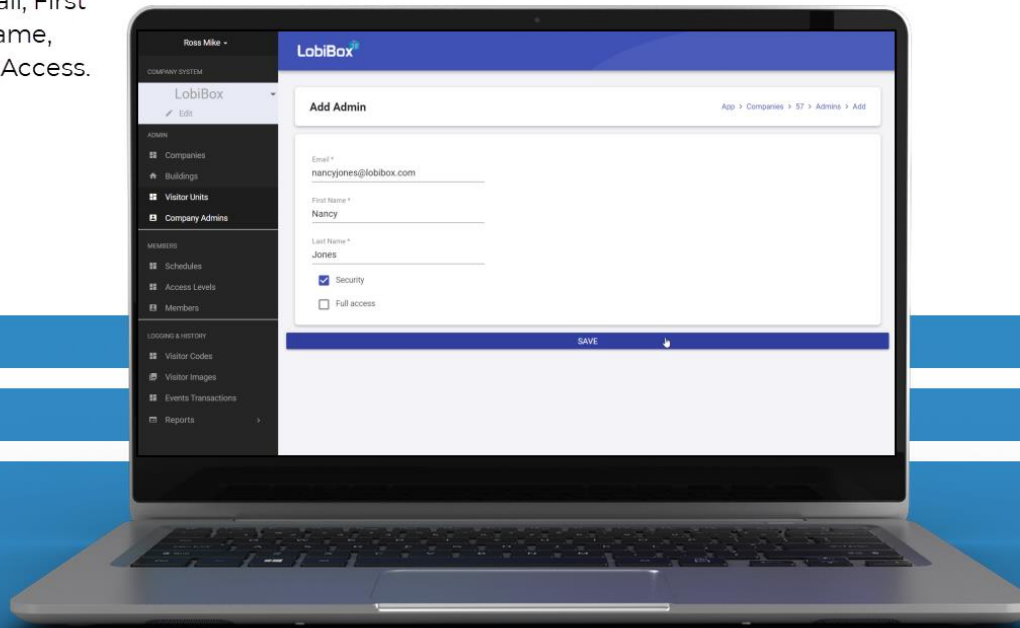 ail, First
ame,
Access.
Ross Mike
COMPANY SYSTEM
LobiBox
Edit
ADMIN
Companies
Buildings
Visitor Units
Company Admins
MEMBERS
Schedules
Access Levels
Members
LOGGING & HISTORY
Visitor Codes
Visitor Images
Events Transactions
Reports
LobiBox
Add Admin
App > Companies > 57 > Admins > Add
Email *
nancyjones@lobibox.com
First Name *
Nancy
Last Name *
Jones
Security
Full access
SAVE